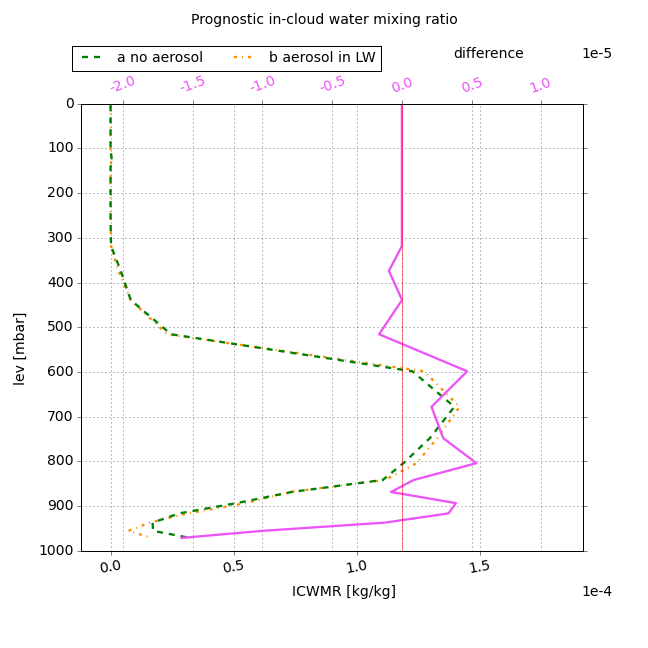 Prognostic in-cloud water mixing ratio
a no aerosol b aerosol in LW difference 1e-5
-2.0 -1.5 -1.0 -0.5 0.0 0.5 1.0
0
100
200
300
400
500
600
700
800
900
1000
lev [mbar]
0.0 0.5 1.0 1.5
ICWMR [kg/kg] 1e-4